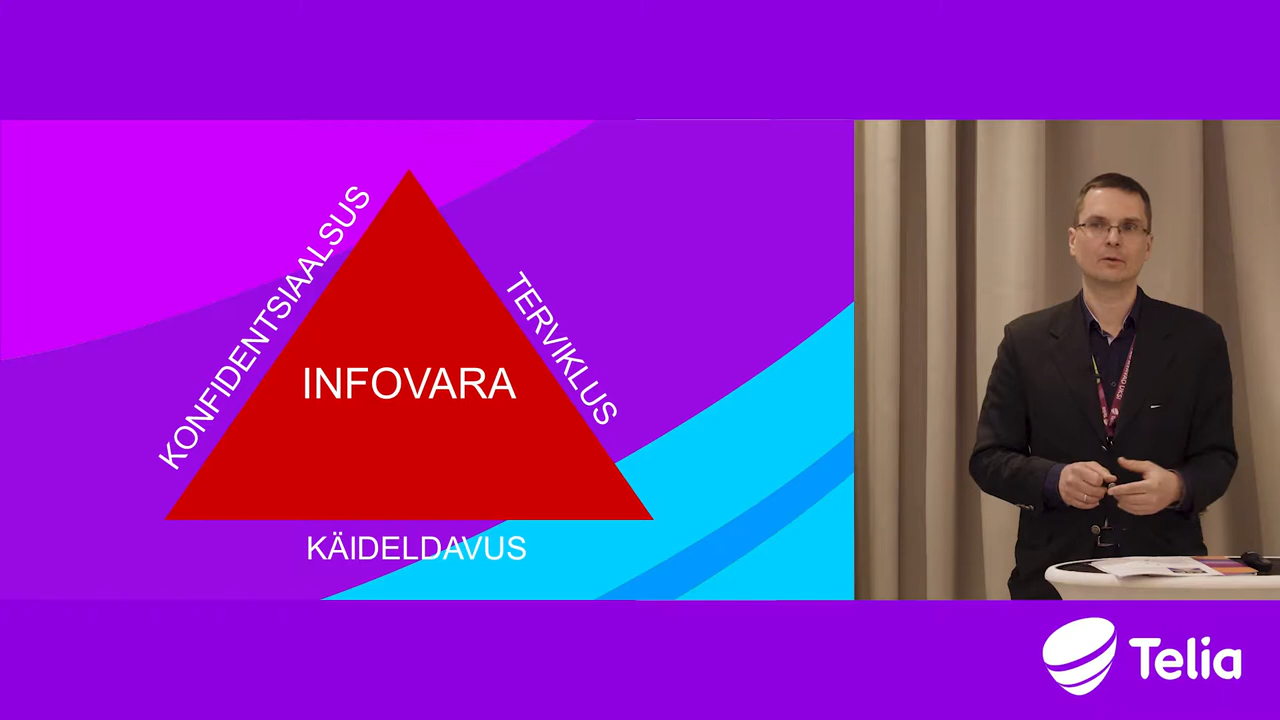 KONFIDENTSIAALSUS
TERVIKLUS
INFOVARA
KÄIDELDAVUS
Telia